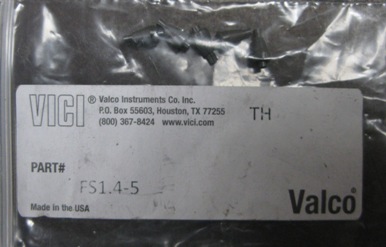 VICI® Valco Instruments Co. Inc.
P.O. Box 55603, Houston, TX 77255
(800) 367-8424 www.vici.com
TH
PART#
FS1.4-5
Made in the USA
Valco®